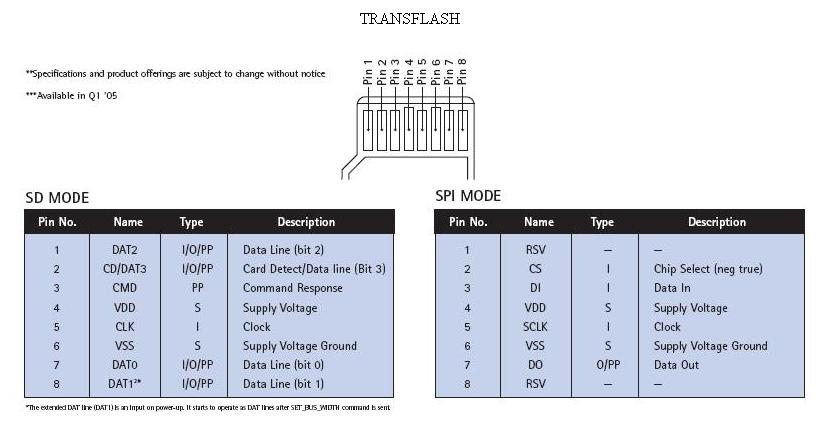 TRANSFLASH
**Specifications and product offerings are subject to change without notice
***Available in Q1 '05
Pin 1
Pin 2
Pin 3
Pin 4
Pin 5
Pin 6
Pin 7
Pin 8
SD MODE
Pin No. Name Type Description
1 DAT2 I/O/PP Data Line (bit 2)
2 CD/DAT3 I/O/PP Card Detect/Data line (Bit 3)
3 CMD PP Command Response
4 VDD S Supply Voltage
5 CLK I Clock
6 VSS S Supply Voltage Ground
7 DAT0 I/O/PP Data Line (bit 0)
8 DAT1²* I/O/PP Data Line (bit 1)
*The extended DAT line (DAT1) is an input on power-up. It starts to operate as DAT lines after SET_BUS_WIDTH command is sent
SPI MODE
Pin No. Name Type Description
1 RSV – –
2 CS I Chip Select (neg true)
3 DI I Data In
4 VDD S Supply Voltage
5 SCLK I Clock
6 VSS S Supply Voltage Ground
7 DO O/PP Data Out
8 RSV – –